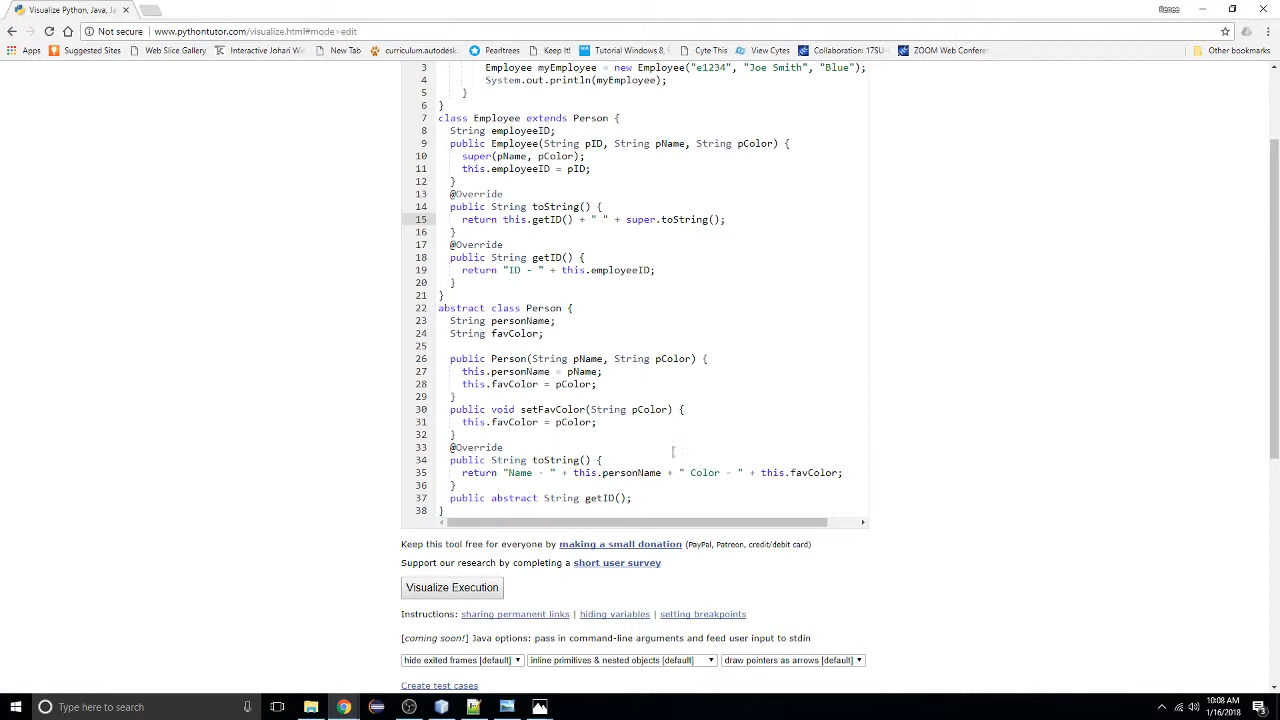 Visualize Python, Java, Ja
Not secure | www.pythontutor.com/visualize.html#mode=edit
Apps Suggested Sites Web Slice Gallery Interactive Johari Win New Tab curriculum.autodesk. Pearltrees Keep It! Tutorial Windows 8, Cyte This View Cytes Collaboration: 17SU- ZOOM Web Confere Other bookmarks
3 Employee myEmployee = new Employee("e1234", "Joe Smith", "Blue");
4 System.out.println(myEmployee);
5 }
6 }
7 class Employee extends Person {
8 String employeeID;
9 public Employee(String pID, String pName, String pColor) {
10 super(pName, pColor);
11 this.employeeID = pID;
12 }
13 @Override
14 public String toString() {
15 return this.getID() + " " + super.toString();
16 }
17 @Override
18 public String getID() {
19 return "ID - " + this.employeeID;
20 }
21 }
22 abstract class Person {
23 String personName;
24 String favColor;
25
26 public Person(String pName, String pColor) {
27 this.personName = pName;
28 this.favColor = pColor;
29 }
30 public void setFavColor(String pColor) {
31 this.favColor = pColor;
32 }
33 @Override
34 public String toString() {
35 return "Name - " + this.personName + " Color - " + this.favColor;
36 }
37 public abstract String getID();
38 }
Keep this tool free for everyone by making a small donation (PayPal, Patreon, credit/debit card)
Support our research by completing a short user survey
Visualize Execution
Instructions: sharing permanent links | hiding variables | setting breakpoints
[coming soon!] Java options: pass in command-line arguments and feed user input to stdin
hide exited frames [default] inline primitives & nested objects [default] draw pointers as arrows [default]
Create test cases
Type here to search
10:08 AM
1/16/2018